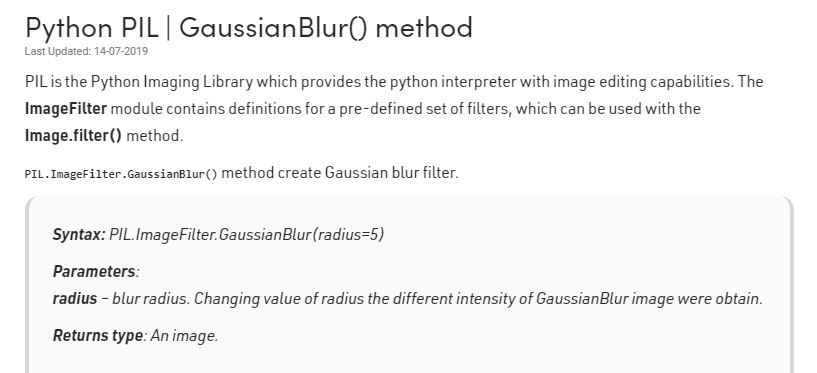 Python PIL | GaussianBlur() method
Last Updated: 14-07-2019
PIL is the Python Imaging Library which provides the python interpreter with image editing capabilities. The
ImageFilter module contains definitions for a pre-defined set of filters, which can be used with the
Image.filter() method.
PIL.ImageFilter.GaussianBlur() method create Gaussian blur filter.
Syntax: PIL.ImageFilter.GaussianBlur(radius=5)
Parameters:
radius – blur radius. Changing value of radius the different intensity of GaussianBlur image were obtain.
Returns type: An image.